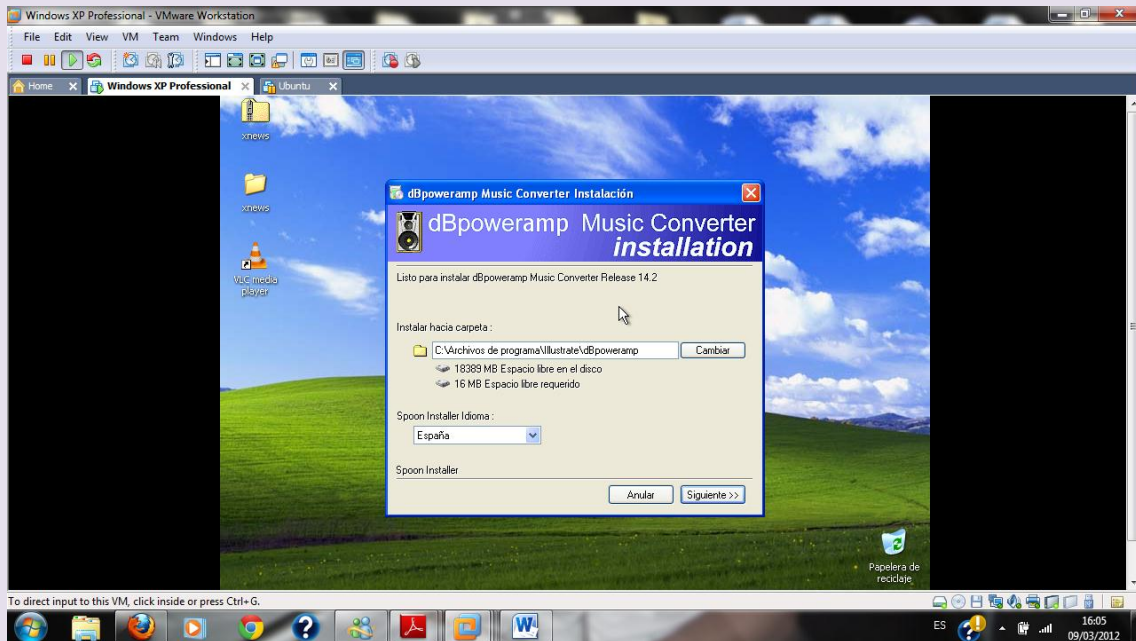 Windows XP Professional - VMware Workstation
File Edit View VM Team Windows Help
Home
Windows XP Professional
Ubuntu
xnews
xnews
VLC media
player
dBpoweramp Music Converter Instalación
dBpoweramp Music Converter
installation
Listo para instalar dBpoweramp Music Converter Release 14.2
Instalar hacia carpeta :
C:\Archivos de programa\Illustrate\dBpoweramp
Cambiar
18389 MB Espacio libre en el disco
16 MB Espacio libre requerido
Spoon Installer Idioma :
España
Spoon Installer
Anular
Siguiente >>
Papelera de
reciclaje
To direct input to this VM, click inside or press Ctrl+G.
ES
16:05
09/03/2012